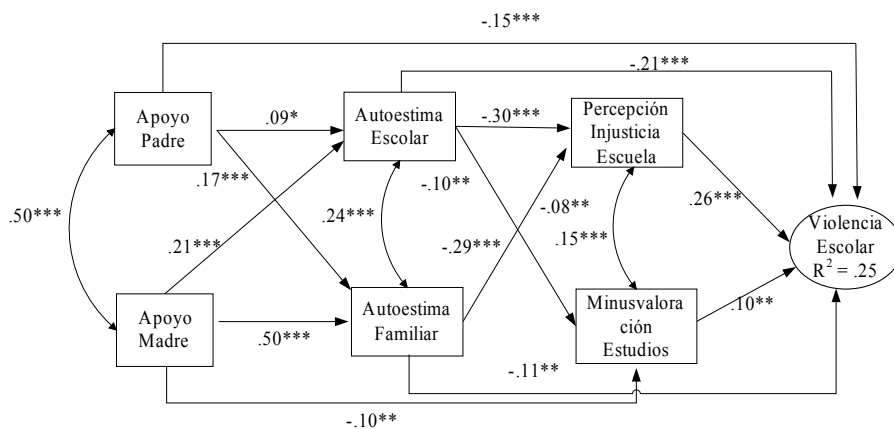 -.15***
-.21***
Apoyo
Padre
.09*
Autoestima
Escolar
-.30***
Percepción
Injusticia
Escuela
.17***
-.10**
.50***
.24***
-.08**
.26***
Violencia
Escolar
R² = .25
.21***
-.29***
.15***
Apoyo
Madre
.50***
Autoestima
Familiar
Minusvalora
ción
Estudios
.10**
-.11**
-.10**